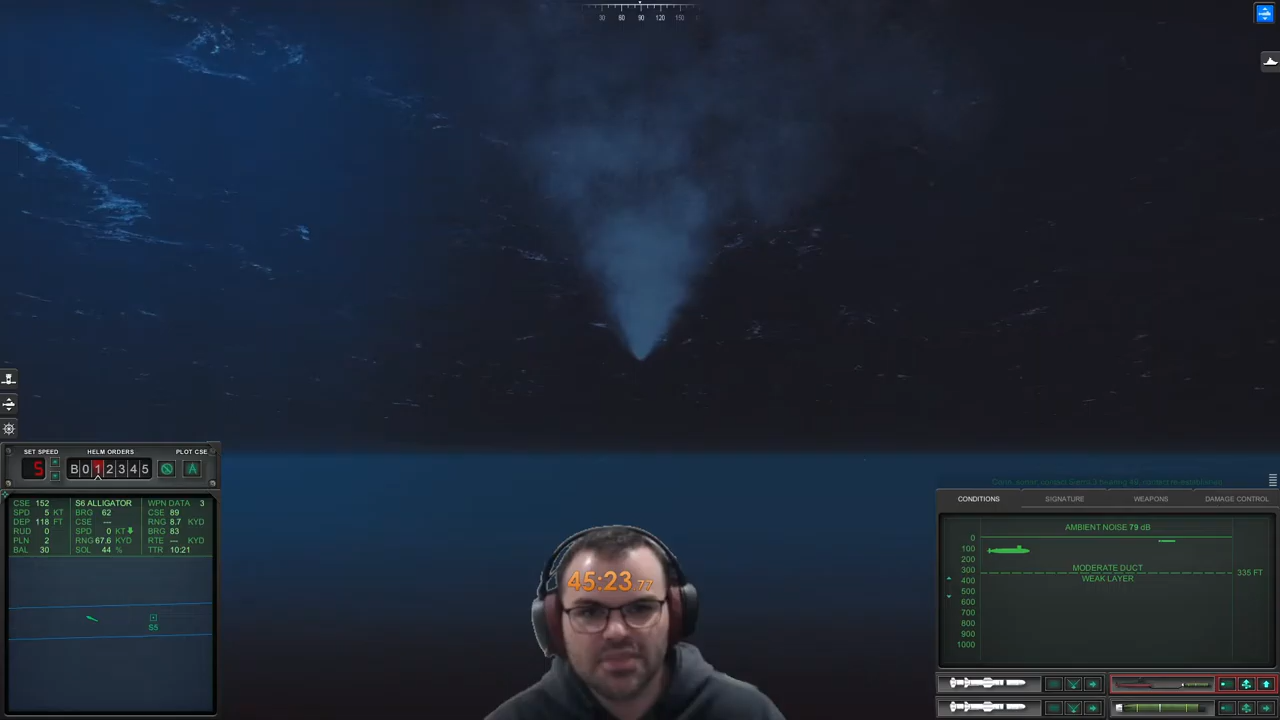 30 60 90 120 150
SET SPEED HELM ORDERS PLOT CSE
5 B 0 1 2 3 4 5 A
CSE 152 S6 ALLIGATOR WPN DATA 3
SPD 5 KT BRG 62 CSE 89
DEP 118 FT CSE --- RNG 8.7 KYD
RUD 0 SPD 0 KT BRG 83
PLN 2 RNG 67.6 KYD RTE --- KYD
BAL 30 SOL 44 % TTR 10:21
S5
45:23.77
CONDITIONS SIGNATURE WEAPONS DAMAGE CONTROL
AMBIENT NOISE 79 dB
0
100
200
300
400
500
600
700
800
900
1000
MODERATE DUCT
WEAK LAYER
335 FT